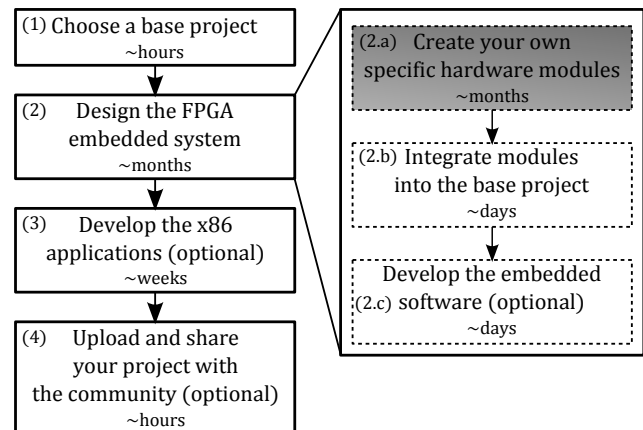 (1) Choose a base project
~hours
(2) Design the FPGA
embedded system
~months
(3) Develop the x86
applications (optional)
~weeks
(4) Upload and share
your project with
the community (optional)
~hours
(2.a) Create your own
specific hardware modules
~months
(2.b) Integrate modules
into the base project
~days
Develop the embedded
(2.c) software (optional)
~days